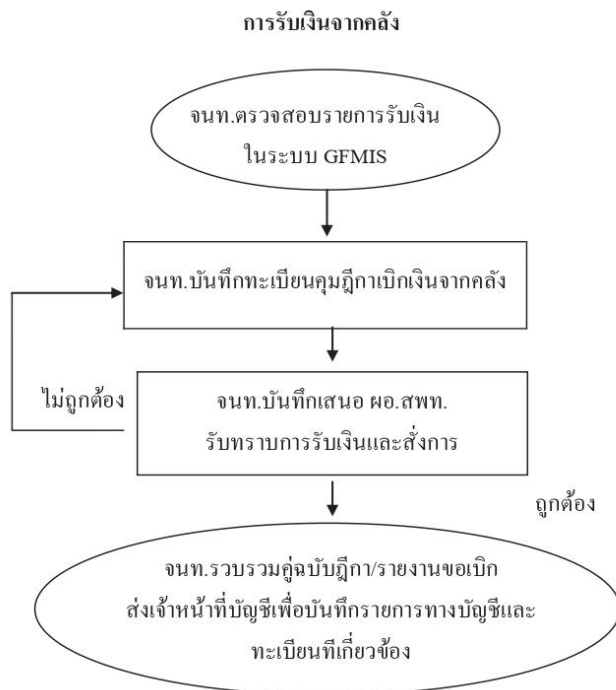 การรับเงินจากคลัง
จนท.ตรวจสอบรายการรับเงิน
ในระบบ GFMIS
จนท.บันทึกทะเบียนคุมฎีกาเบิกเงินจากคลัง
ไม่ถูกต้อง
จนท.บันทึกเสนอ ผอ.สพท.
รับทราบการรับเงินและสั่งการ
ถูกต้อง
จนท.รวบรวมคู่ฉบับฎีกา/รายงานขอเบิก
ส่งเจ้าหน้าที่บัญชีเพื่อบันทึกรายการทางบัญชีและ
ทะเบียนทีเกี่ยวข้อง